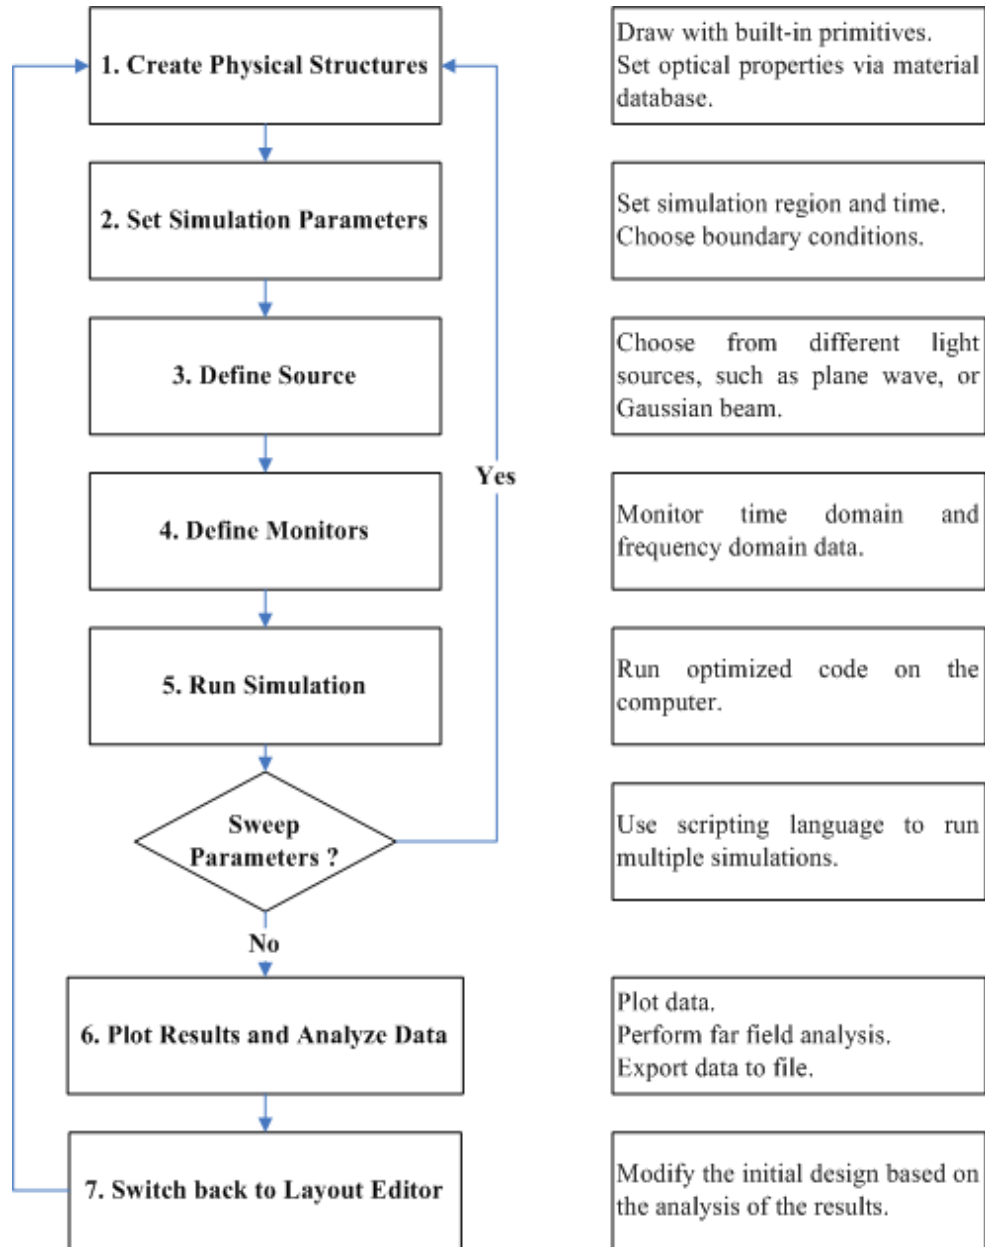 1. Create Physical Structures
Draw with built-in primitives.
Set optical properties via material
database.
2. Set Simulation Parameters
Set simulation region and time.
Choose boundary conditions.
3. Define Source
Choose from different light
sources, such as plane wave, or
Gaussian beam.
Yes
4. Define Monitors
Monitor time domain and
frequency domain data.
5. Run Simulation
Run optimized code on the
computer.
Sweep
Parameters ?
Use scripting language to run
multiple simulations.
No
6. Plot Results and Analyze Data
Plot data.
Perform far field analysis.
Export data to file.
7. Switch back to Layout Editor
Modify the initial design based on
the analysis of the results.